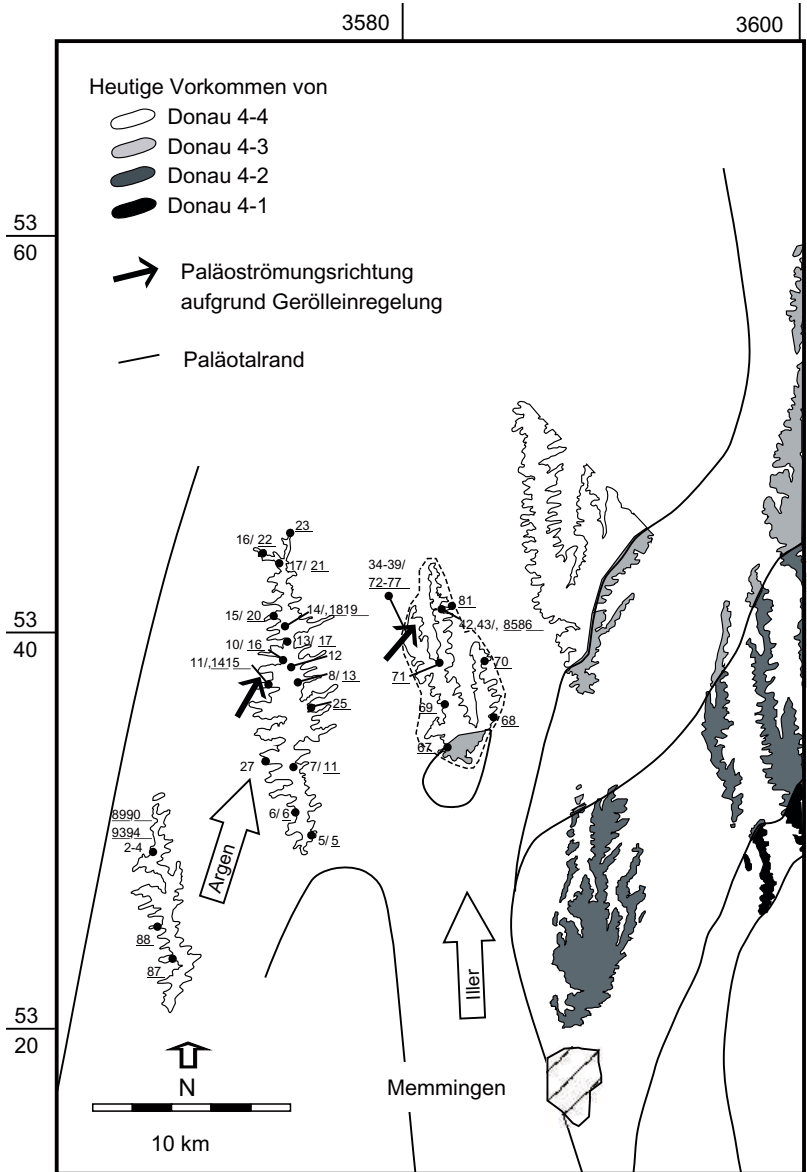 3580
3600
Heutige Vorkommen von
Donau 4-4
Donau 4-3
Donau 4-2
Donau 4-1
53
60
Paläoströmungsrichtung
aufgrund Gerölleinregelung
Paläotalrand
23
16/ 22
17/ 21
34-39/
72-77
81
15/ 20
14/,1819
42,43/, 8586
53
40
13/ 17
10/ 16
12
11/,1415
8/ 13
70
71
25
69
68
67
27
7/ 11
6/ 6
5/ 5
8990
9394
2-4
Argen
88
87
Iller
53
20
N
Memmingen
10 km